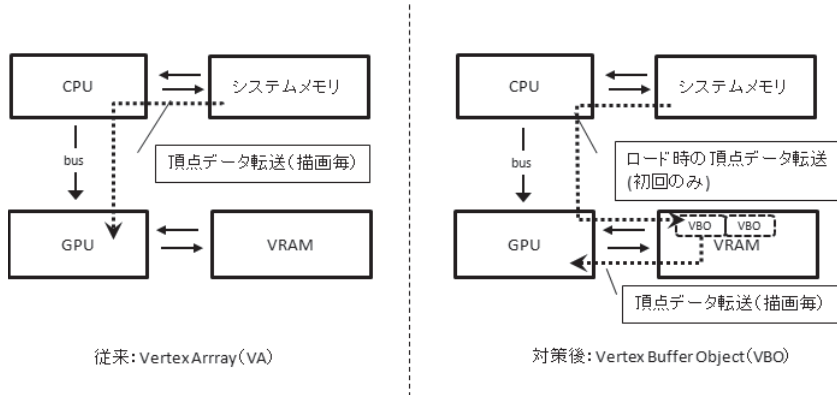 CPU
システムメモリ
bus
頂点データ転送(描画毎)
GPU
VRAM
従来: Vertex Arrray(VA)
CPU
システムメモリ
bus
ロード時の頂点データ転送
(初回のみ)
GPU
VBO
VBO
VRAM
頂点データ転送(描画毎)
対策後: Vertex Buffer Object(VBO)